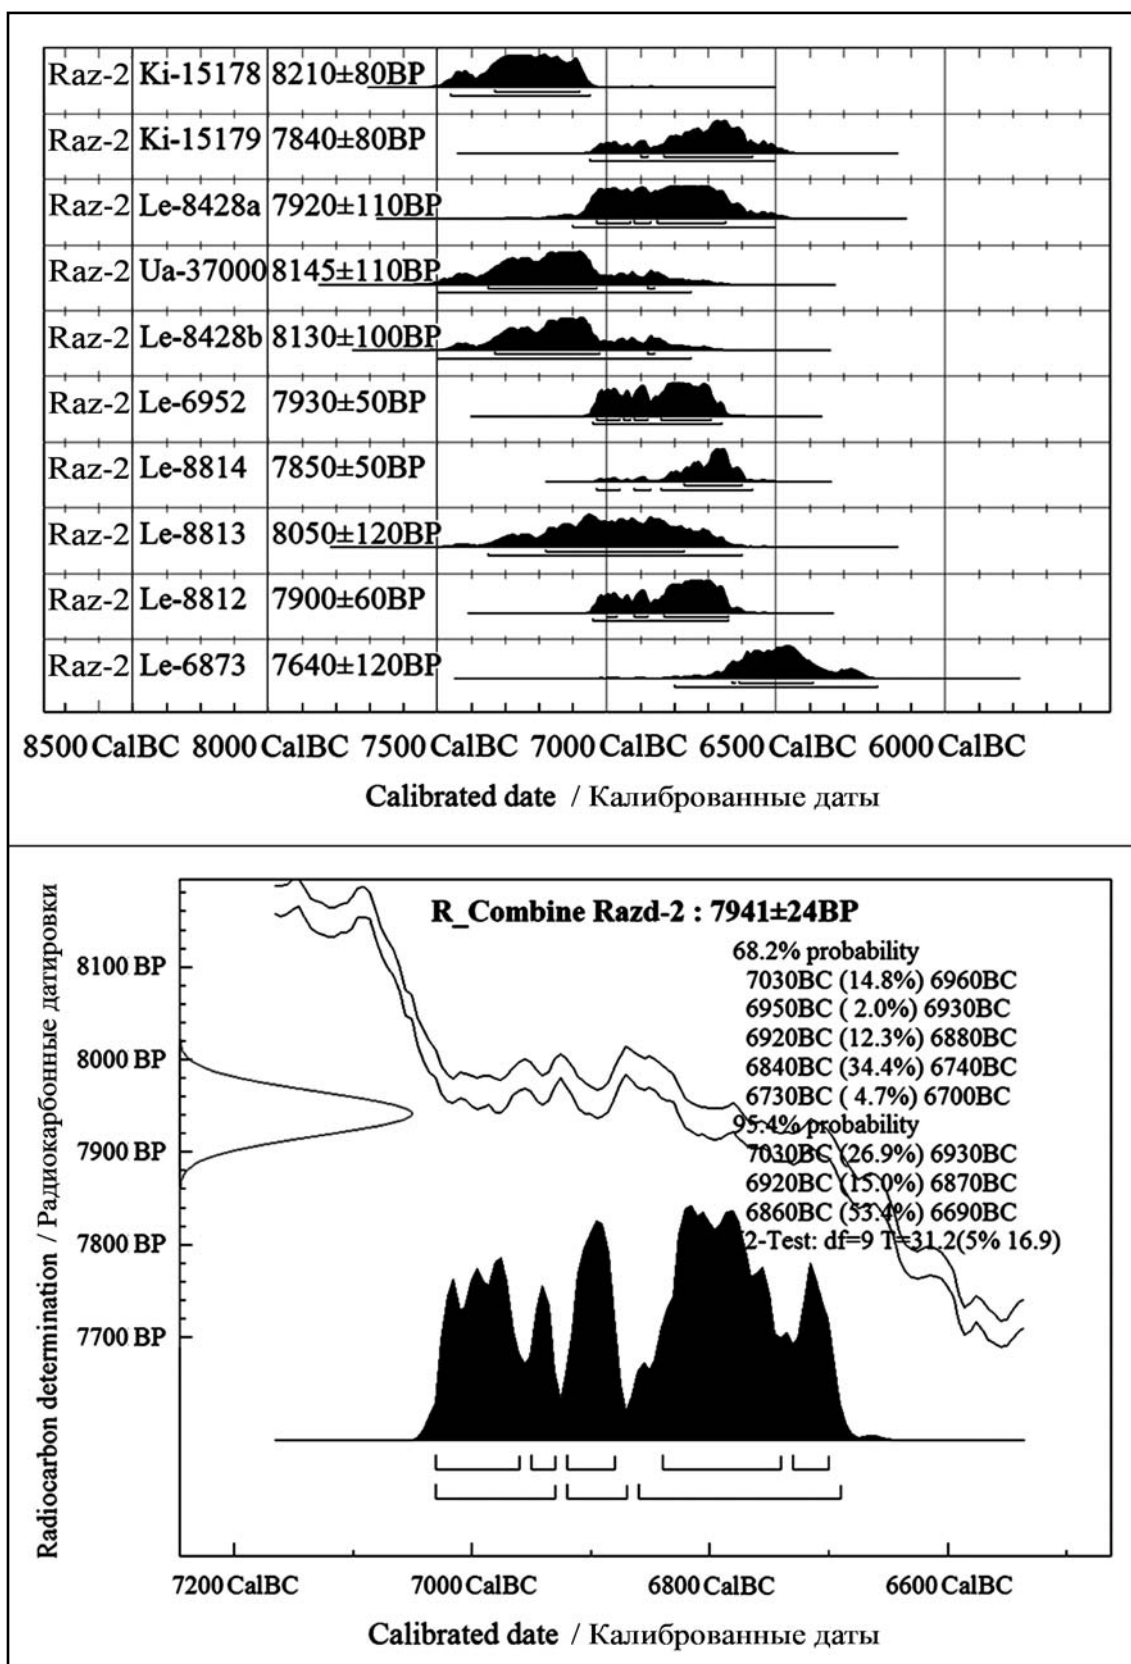 Raz-2 Ki-15178 8210±80BP
Raz-2 Ki-15179 7840±80BP
Raz-2 Le-8428a 7920±110BP
Raz-2 Ua-37000 8145±110BP
Raz-2 Le-8428b 8130±100BP
Raz-2 Le-6952 7930±50BP
Raz-2 Le-8814 7850±50BP
Raz-2 Le-8813 8050±120BP
Raz-2 Le-8812 7900±60BP
Raz-2 Le-6873 7640±120BP
8500 CalBC 8000 CalBC 7500 CalBC 7000 CalBC 6500 CalBC 6000 CalBC
Calibrated date / Калиброванные даты
Radiocarbon determination / Радиокарбонные датировки
R_Combine Razd-2 : 7941±24BP
68.2% probability
7030BC (14.8%) 6960BC
6950BC ( 2.0%) 6930BC
6920BC (12.3%) 6880BC
6840BC (34.4%) 6740BC
6730BC ( 4.7%) 6700BC
95.4% probability
7030BC (26.9%) 6930BC
6920BC (15.0%) 6870BC
6860BC (53.4%) 6690BC
2-Test: df=9 T=31.2(5% 16.9)
8100 BP
8000 BP
7900 BP
7800 BP
7700 BP
7200 CalBC 7000 CalBC 6800 CalBC 6600 CalBC
Calibrated date / Калиброванные даты